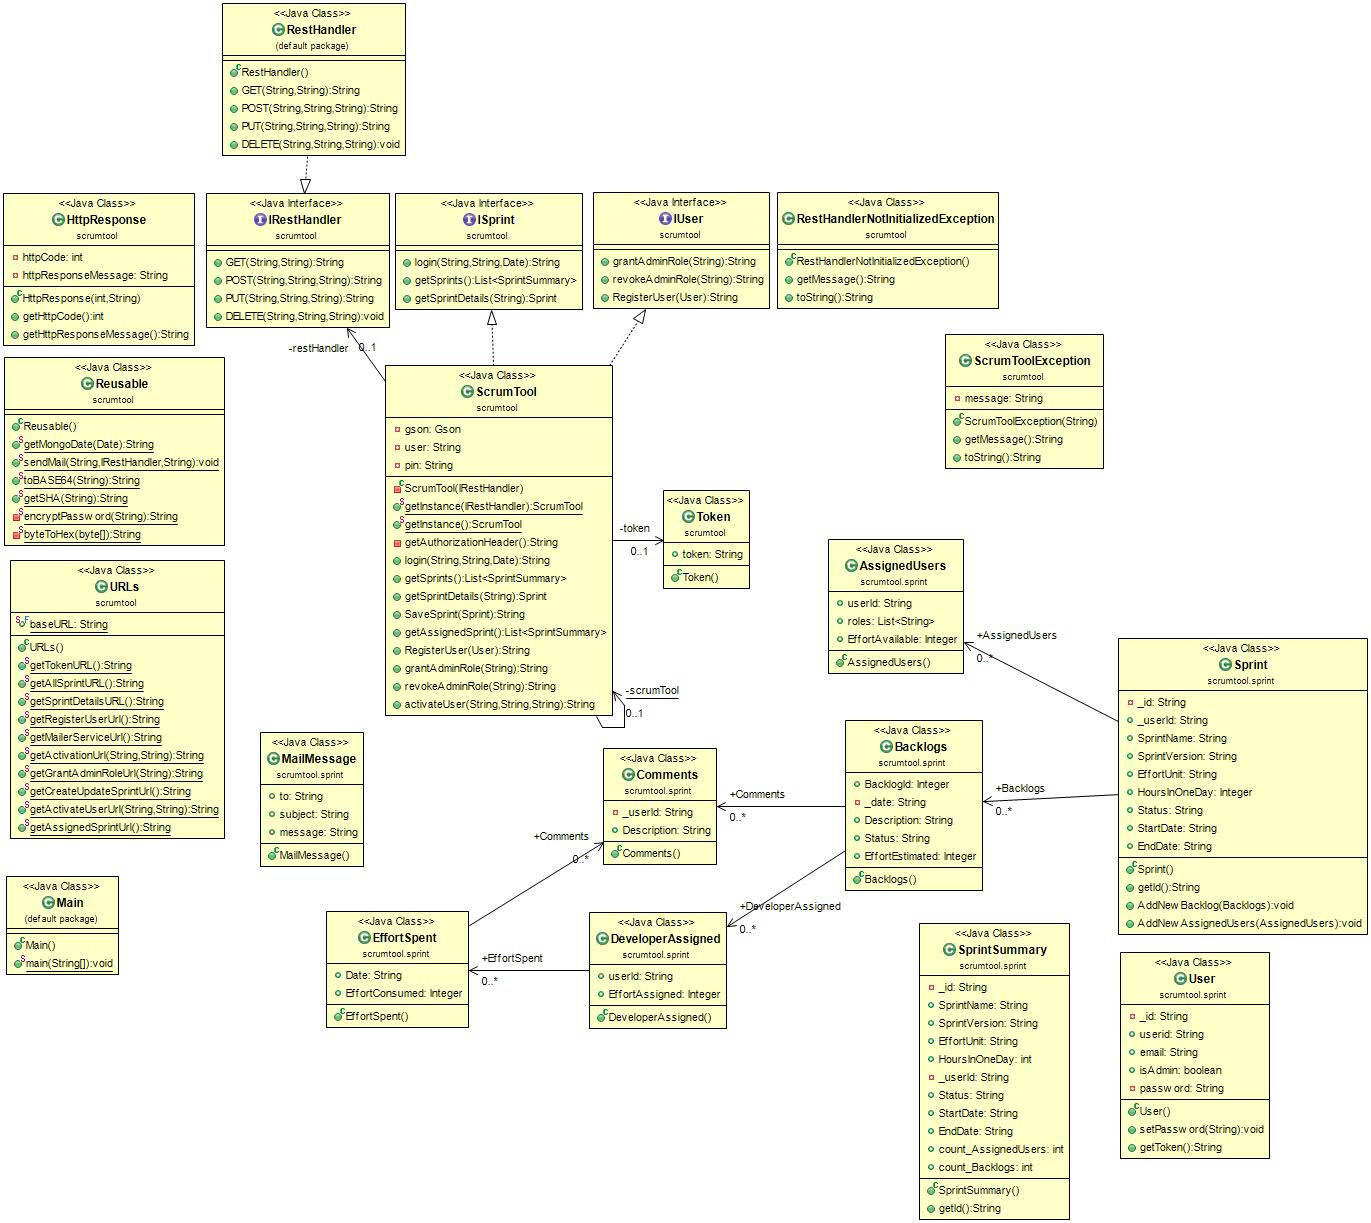 <<Java Class>>
RestHandler
(default package)
RestHandler()
GET(String,String):String
POST(String,String,String):String
PUT(String,String,String):String
DELETE(String,String,String):void
<<Java Class>>
HttpResponse
scrumtool
httpCode: int
httpResponseMessage: String
HttpResponse(int,String)
getHttpCode():int
getHttpResponseMessage():String
<<Java Interface>>
IRestHandler
scrumtool
GET(String,String):String
POST(String,String,String):String
PUT(String,String,String):String
DELETE(String,String,String):void
<<Java Interface>>
ISprint
scrumtool
login(String,String,Date):String
getSprints():List<SprintSummary>
getSprintDetails(String):Sprint
<<Java Interface>>
IUser
scrumtool
grantAdminRole(String):String
revokeAdminRole(String):String
RegisterUser(User):String
<<Java Class>>
RestHandlerNotInitializedException
scrumtool
RestHandlerNotInitializedException()
getMessage():String
toString():String
-restHandler
0..1
<<Java Class>>
Reusable
scrumtool
Reusable()
getMongoDate(Date):String
sendMail(String,IRestHandler,String):void
toBASE64(String):String
getSHA(String):String
encryptPassword(String):String
byteToHex(byte[]):String
<<Java Class>>
ScrumTool
scrumtool
gson: Gson
user: String
pin: String
ScrumTool(IRestHandler)
getInstance(IRestHandler):ScrumTool
getInstance():ScrumTool
getAuthorizationHeader():String
login(String,String,Date):String
getSprints():List<SprintSummary>
getSprintDetails(String):Sprint
SaveSprint(Sprint):String
getAssignedSprint():List<SprintSummary>
RegisterUser(User):String
grantAdminRole(String):String
revokeAdminRole(String):String
activateUser(String,String,String):String
-scrumTool
0..1
-token
0..1
<<Java Class>>
Token
scrumtool
token: String
Token()
<<Java Class>>
ScrumToolException
scrumtool
message: String
ScrumToolException(String)
getMessage():String
toString():String
<<Java Class>>
URLs
scrumtool
baseURL: String
URLs()
getTokenURL():String
getAllSprintURL():String
getSprintDetailsURL():String
getRegisterUserUrl():String
getMailerServiceUrl():String
getActivationUrl(String,String):String
getGrantAdminRoleUrl(String):String
getCreateUpdateSprintUrl():String
getActivateUserUrl(String,String):String
getAssignedSprintUrl():String
<<Java Class>>
AssignedUsers
scrumtool.sprint
userId: String
roles: List<String>
EffortAvailable: Integer
AssignedUsers()
+AssignedUsers
0..*
<<Java Class>>
Sprint
scrumtool.sprint
_id: String
_userId: String
SprintName: String
SprintVersion: String
EffortUnit: String
HoursInOneDay: Integer
Status: String
StartDate: String
EndDate: String
Sprint()
getId():String
AddNewBacklog(Backlogs):void
AddNewAssignedUsers(AssignedUsers):void
<<Java Class>>
MailMessage
scrumtool.sprint
to: String
subject: String
message: String
MailMessage()
<<Java Class>>
Comments
scrumtool.sprint
_userId: String
Description: String
Comments()
+Comments
0..*
<<Java Class>>
Backlogs
scrumtool.sprint
BacklogId: Integer
_date: String
Description: String
Status: String
EffortEstimated: Integer
Backlogs()
+Backlogs
0..*
+Comments
0..*
+DeveloperAssigned
0..*
<<Java Class>>
Main
(default package)
Main()
main(String[]):void
<<Java Class>>
EffortSpent
scrumtool.sprint
Date: String
EffortConsumed: Integer
EffortSpent()
+EffortSpent
0..*
<<Java Class>>
DeveloperAssigned
scrumtool.sprint
userId: String
EffortAssigned: Integer
DeveloperAssigned()
<<Java Class>>
SprintSummary
scrumtool.sprint
_id: String
SprintName: String
SprintVersion: String
EffortUnit: String
HoursInOneDay: int
_userId: String
Status: String
StartDate: String
EndDate: String
count_AssignedUsers: int
count_Backlogs: int
SprintSummary()
getId():String
<<Java Class>>
User
scrumtool.sprint
_id: String
userid: String
email: String
isAdmin: boolean
password: String
User()
setPassword(String):void
getToken():String